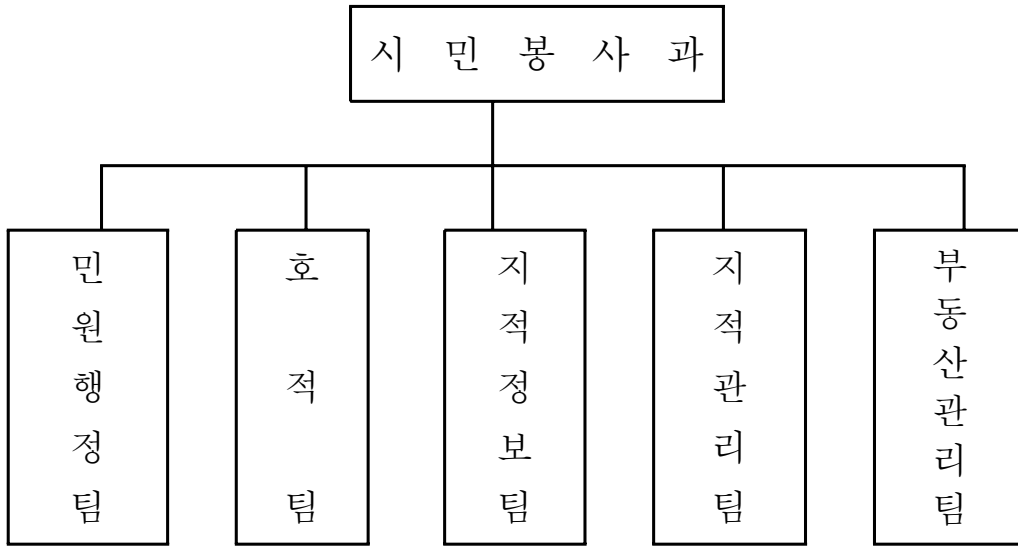 시 민 봉 사 과
민원행정팀
호적팀
지적정보팀
지적관리팀
부동산관리팀